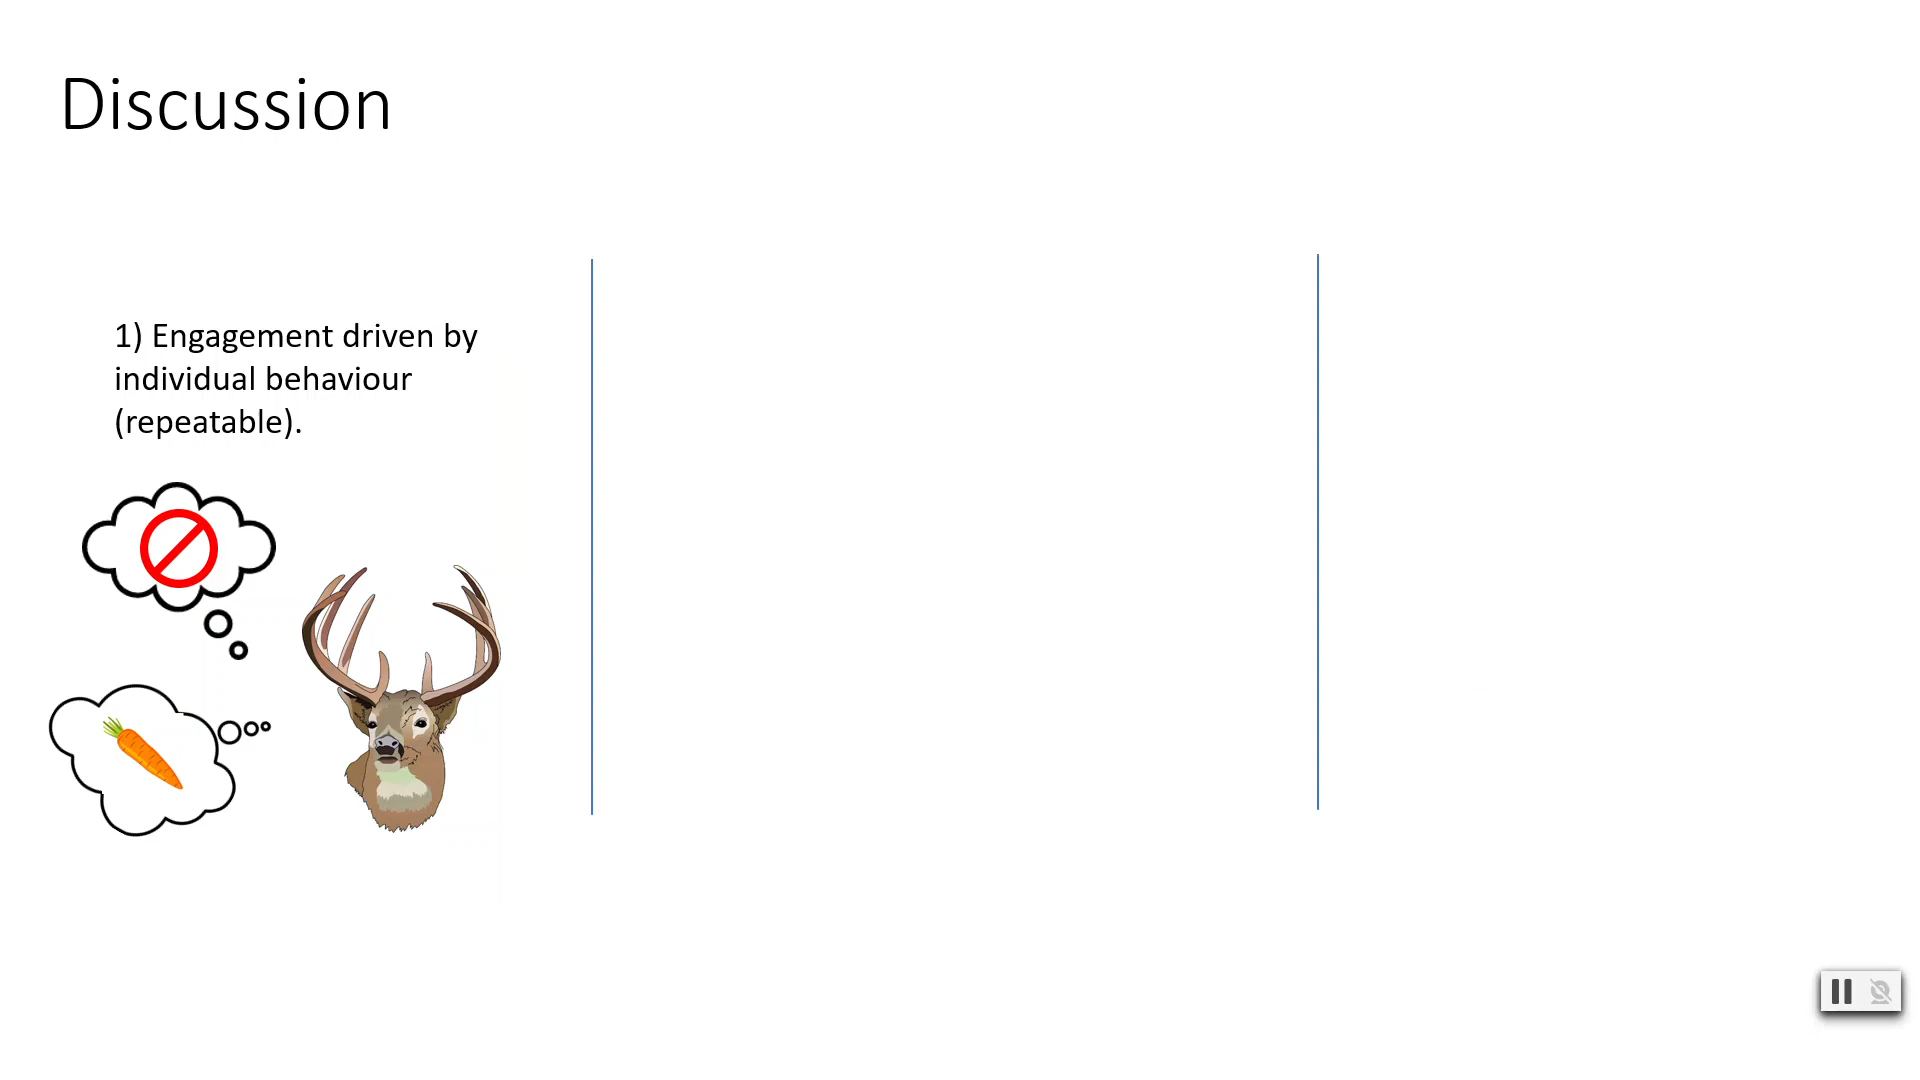 Discussion
1) Engagement driven by
individual behaviour
(repeatable).